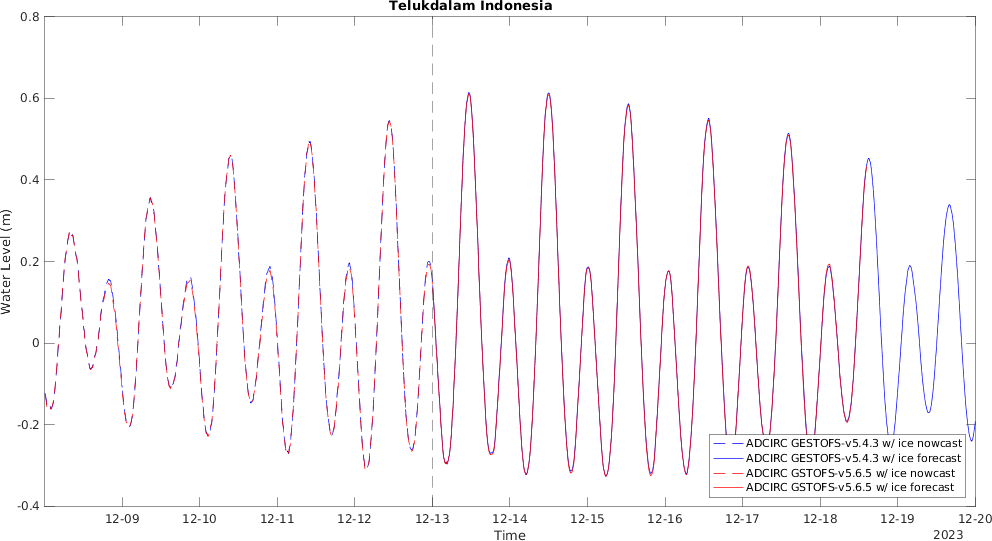 Telukdalam Indonesia
0.8
0.6
0.4
0.2
0
-0.2
-0.4
Water Level (m)
ADCIRC GESTOFS-v5.4.3 w/ ice nowcast
ADCIRC GESTOFS-v5.4.3 w/ ice forecast
ADCIRC GSTOFS-v5.6.5 w/ ice nowcast
ADCIRC GSTOFS-v5.6.5 w/ ice forecast
12-09 12-10 12-11 12-12 12-13 12-14 12-15 12-16 12-17 12-18 12-19 12-20
Time
2023